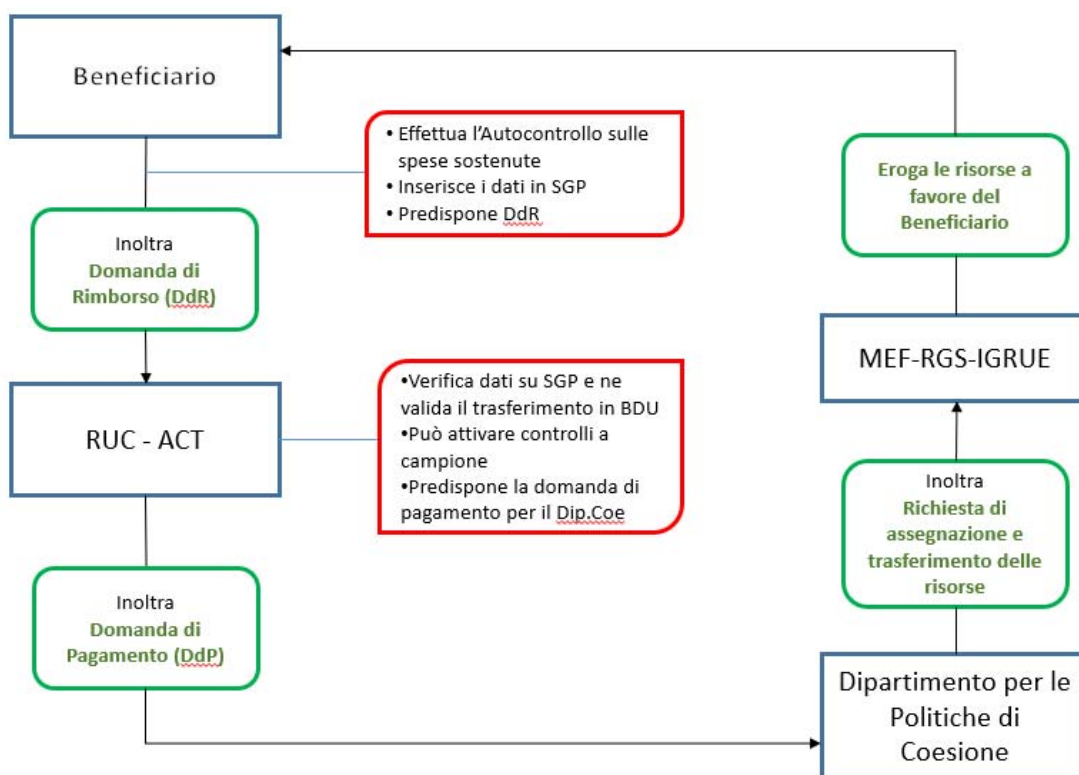 Beneficiario
• Effettua l'Autocontrollo sulle
spese sostenute
• Inserisce i dati in SGP
• Predispone DdR
Inoltra
Domanda di
Rimborso (DdR)
RUC - ACT
•Verifica dati su SGP e ne
valida il trasferimento in BDU
•Può attivare controlli a
campione
•Predispone la domanda di
pagamento per il Dip.Coe
Inoltra
Domanda di
Pagamento (DdP)
Dipartimento per le
Politiche di
Coesione
Inoltra
Richiesta di
assegnazione e
trasferimento delle
risorse
MEF-RGS-IGRUE
Eroga le risorse a
favore del
Beneficiario